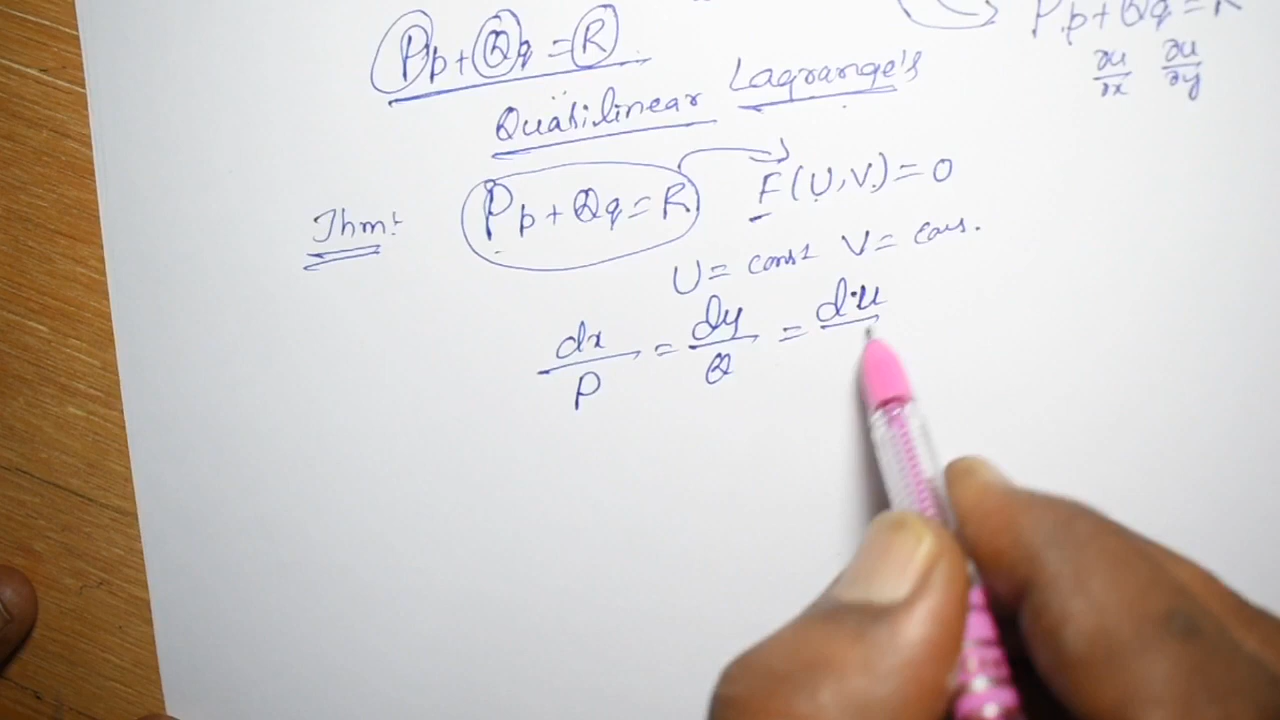 Pp + Qq = R
Pp + Qq = R
∂u/∂x ∂u/∂y
Quasilinear Lagrange's
Thm: Pp + Qq = R F(U,V) = 0
U = const V = cons.
dx/P = dy/Q = du/